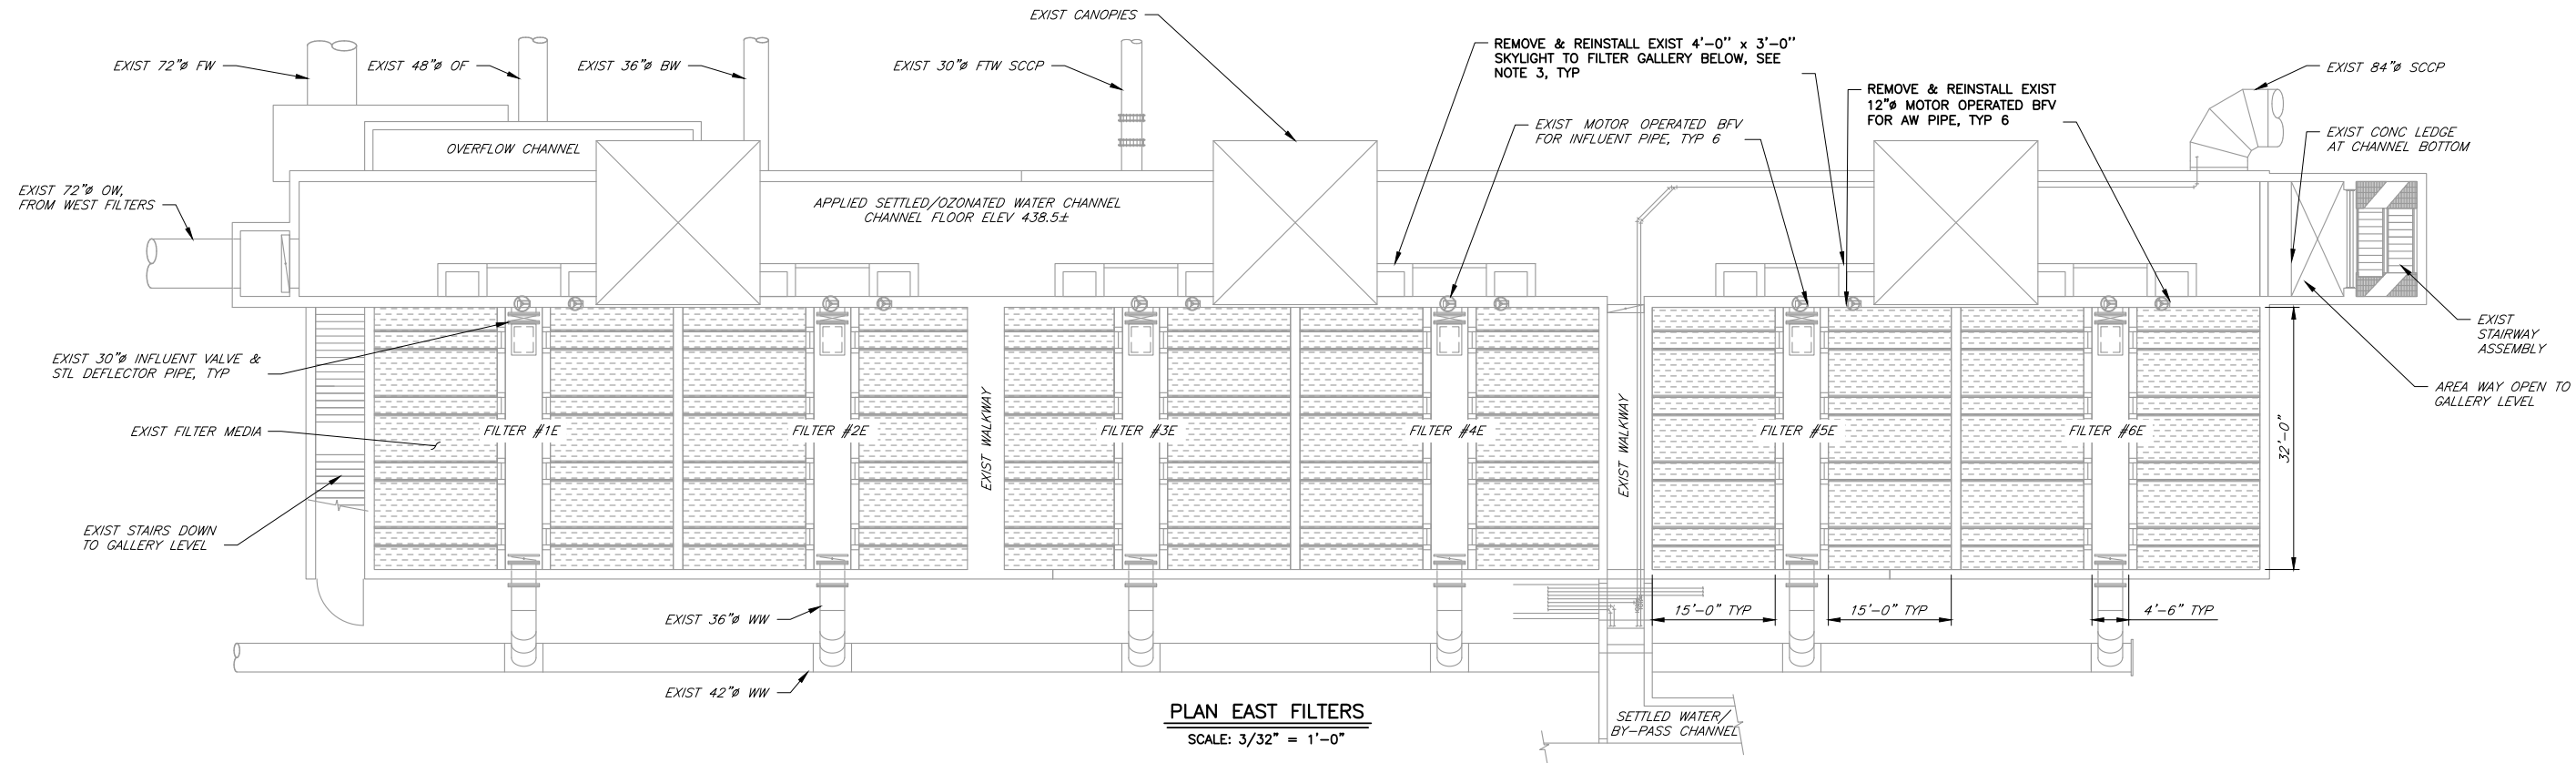 EXIST CANOPIES
EXIST 72"ø FW
EXIST 48"ø OF
EXIST 36"ø BW
EXIST 30"ø FTW SCCP
REMOVE & REINSTALL EXIST 4'-0" x 3'-0"
SKYLIGHT TO FILTER GALLERY BELOW, SEE
NOTE 3, TYP
REMOVE & REINSTALL EXIST
12"ø MOTOR OPERATED BFV
FOR AW PIPE, TYP 6
EXIST 84"ø SCCP
EXIST MOTOR OPERATED BFV
FOR INFLUENT PIPE, TYP 6
EXIST CONC LEDGE
AT CHANNEL BOTTOM
OVERFLOW CHANNEL
EXIST 72"ø OW,
FROM WEST FILTERS
APPLIED SETTLED/OZONATED WATER CHANNEL
CHANNEL FLOOR ELEV 438.5±
EXIST
STAIRWAY
ASSEMBLY
EXIST 30"ø INFLUENT VALVE &
STL DEFLECTOR PIPE, TYP
AREA WAY OPEN TO
GALLERY LEVEL
EXIST FILTER MEDIA
FILTER #1E
FILTER #2E
EXIST WALKWAY
FILTER #3E
FILTER #4E
EXIST WALKWAY
FILTER #5E
FILTER #6E
32'-0"
EXIST STAIRS DOWN
TO GALLERY LEVEL
EXIST 36"ø WW
15'-0" TYP
15'-0" TYP
4'-6" TYP
EXIST 42"ø WW
PLAN EAST FILTERS
SCALE: 3/32" = 1'-0"
SETTLED WATER/
BY-PASS CHANNEL